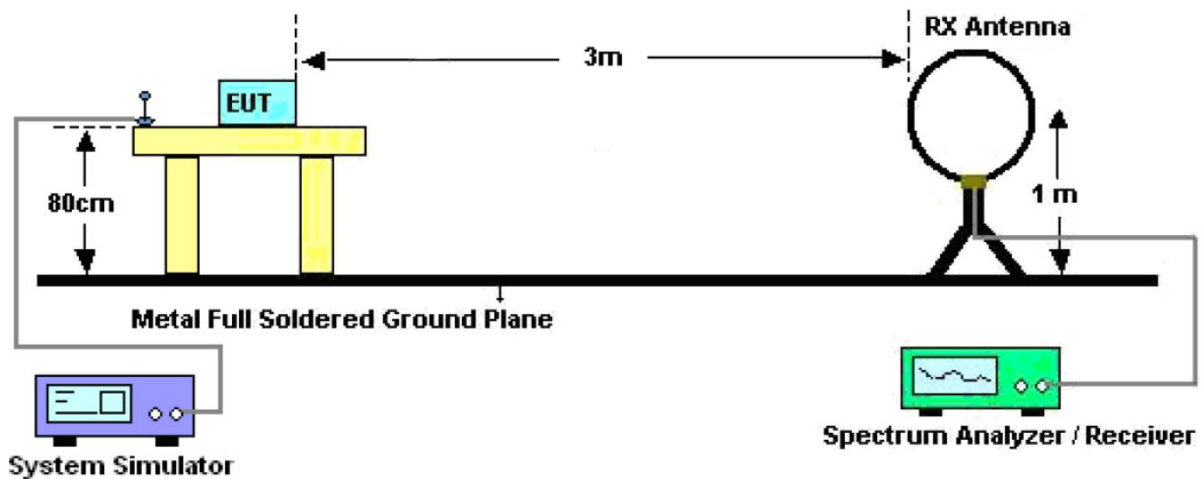 RX Antenna
3m
EUT
80cm
1 m
Metal Full Soldered Ground Plane
System Simulator
Spectrum Analyzer / Receiver